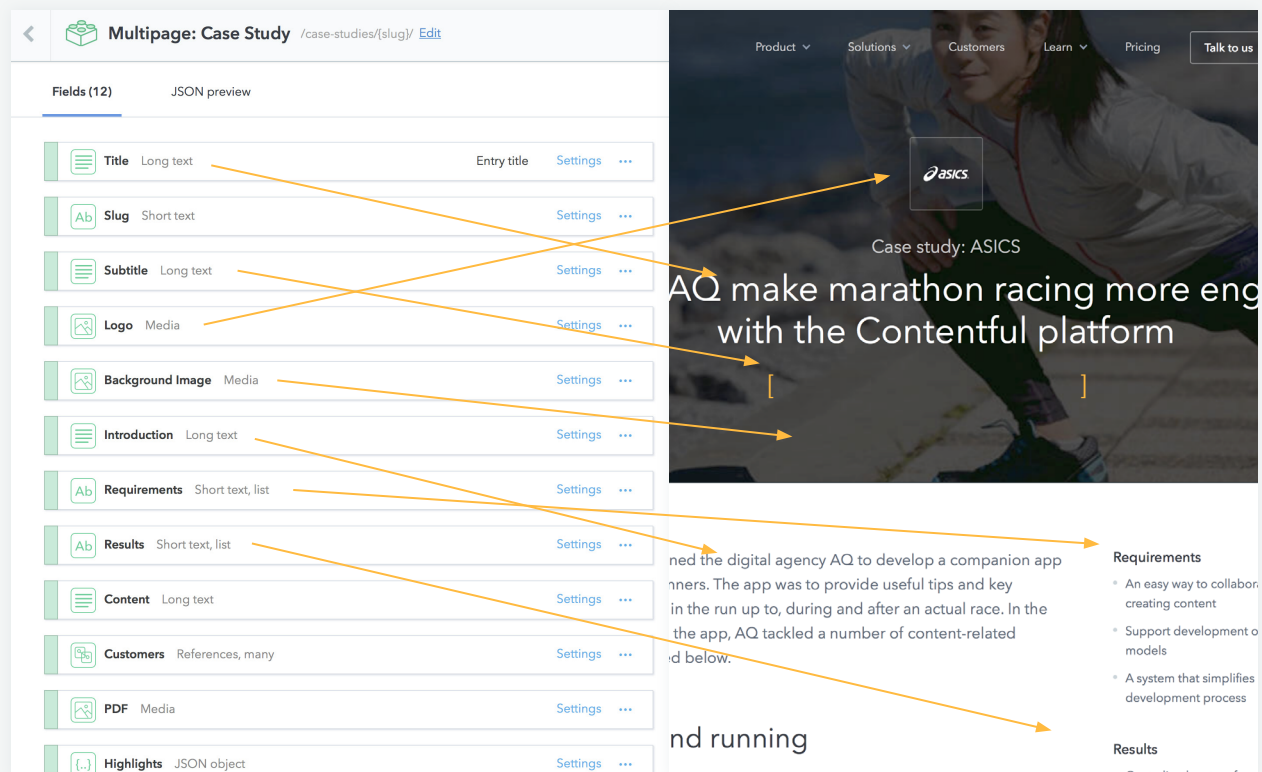 Multipage: Case Study /case-studies/{slug}/ Edit
Fields (12) JSON preview
Title Long text Entry title Settings
Ab Slug Short text Settings
Subtitle Long text Settings
Logo Media Settings
Background Image Media Settings
Introduction Long text Settings
Ab Requirements Short text, list Settings
Ab Results Short text, list Settings
Content Long text Settings
Customers References, many Settings
PDF Media Settings
{..} Highlights JSON object Settings
Product Solutions Customers Learn Pricing Talk to us
asics
Case study: ASICS
AQ make marathon racing more eng
with the Contentful platform
[ ]
ned the digital agency AQ to develop a companion app
nners. The app was to provide useful tips and key
in the run up to, during and after an actual race. In the
the app, AQ tackled a number of content-related
ed below.
nd running
Requirements
An easy way to collabora
creating content
Support development o
models
A system that simplifies
development process
Results